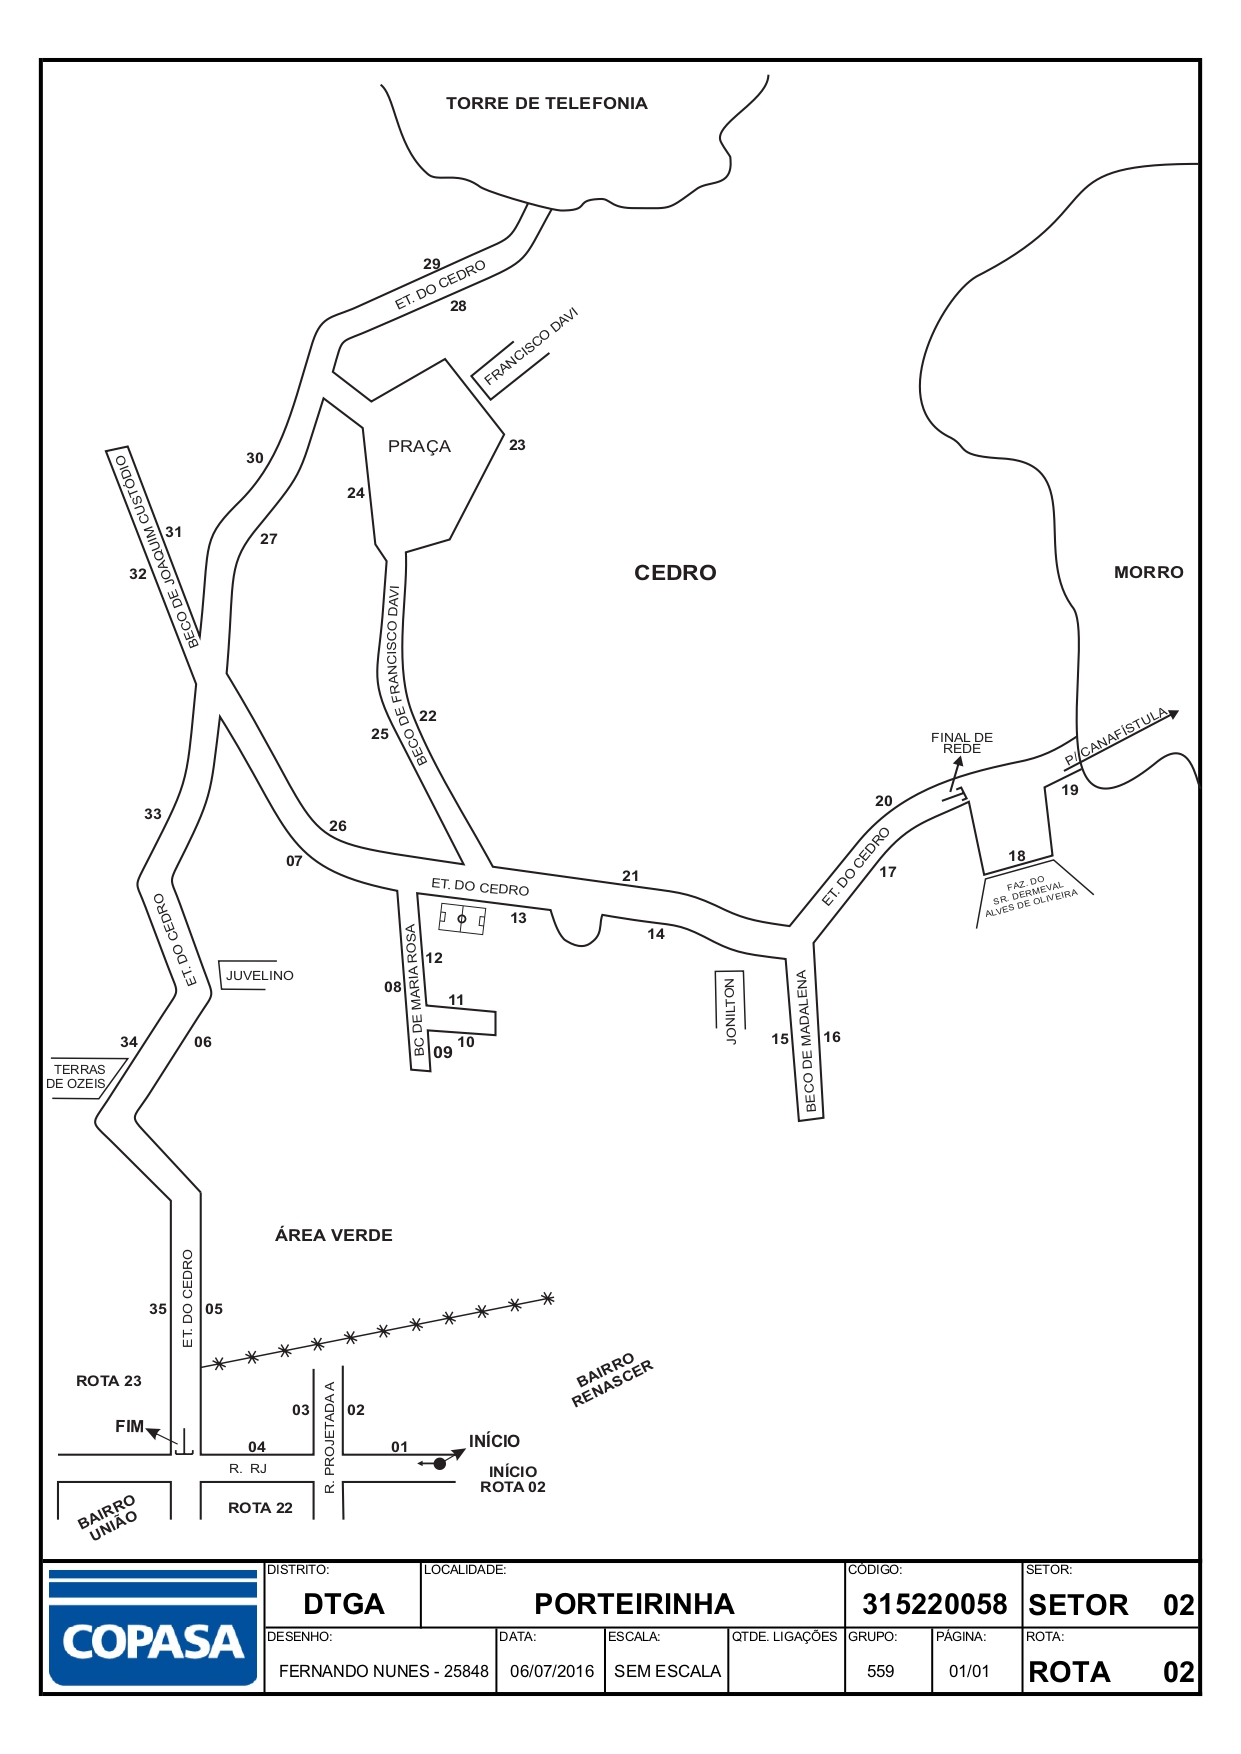 TORRE DE TELEFONIA
29
ET. DO CEDRO
28
FRANCISCO DAVI
PRAÇA
23
30
24
BECO DE JOAQUIM CUSTÓDIO
31
27
32
CEDRO
MORRO
BECO DE FRANCISCO DAVI
22
25
P/ CANAFÍSTULA
FINAL DE
REDE
19
20
33
26
07
ET. DO CEDRO
17
18
21
ET. DO CEDRO
FAZ. DO
SR. DERMEVAL
ALVES DE OLIVEIRA
13
14
ET. DO CEDRO
BC DE MARIA ROSA
12
JUVELINO
08
11
JONILTON
BECO DE MADALENA
15
16
34
06
10
09
TERRAS
DE OZEIS
ÁREA VERDE
ET. DO CEDRO
35
05
BAIRRO
RENASCER
ROTA 23
03
R. PROJETADA A
02
FIM
04
01
INÍCIO
R. RJ
INÍCIO
ROTA 02
ROTA 22
BAIRRO
UNIÃO
COPASA
DISTRITO:
DTGA
LOCALIDADE:
PORTEIRINHA
CÓDIGO:
315220058
SETOR:
SETOR 02
DESENHO:
FERNANDO NUNES - 25848
DATA:
06/07/2016
ESCALA:
SEM ESCALA
QTDE. LIGAÇÕES
GRUPO:
559
PÁGINA:
01/01
ROTA:
ROTA 02